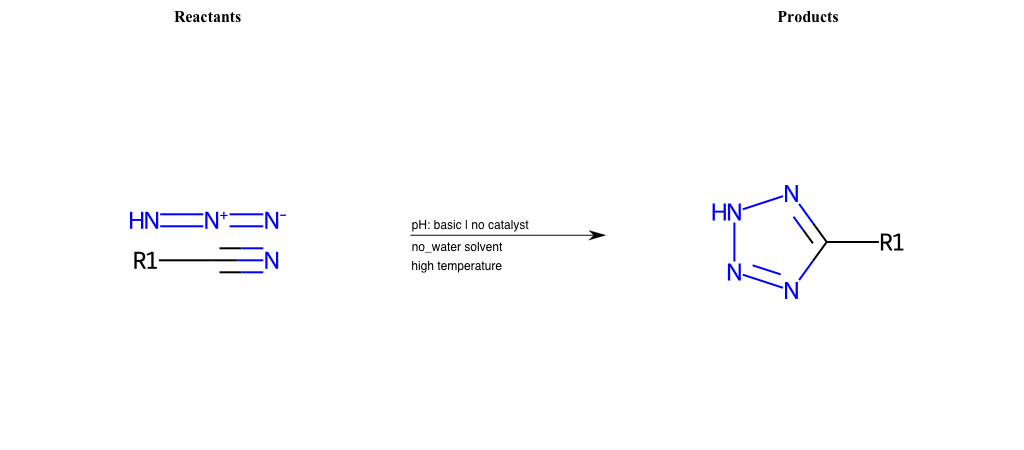 Reactants
Products
HN N+ N-
R1 N
pH: basic | no catalyst
no_water solvent
high temperature
N
HN
R1
N
N